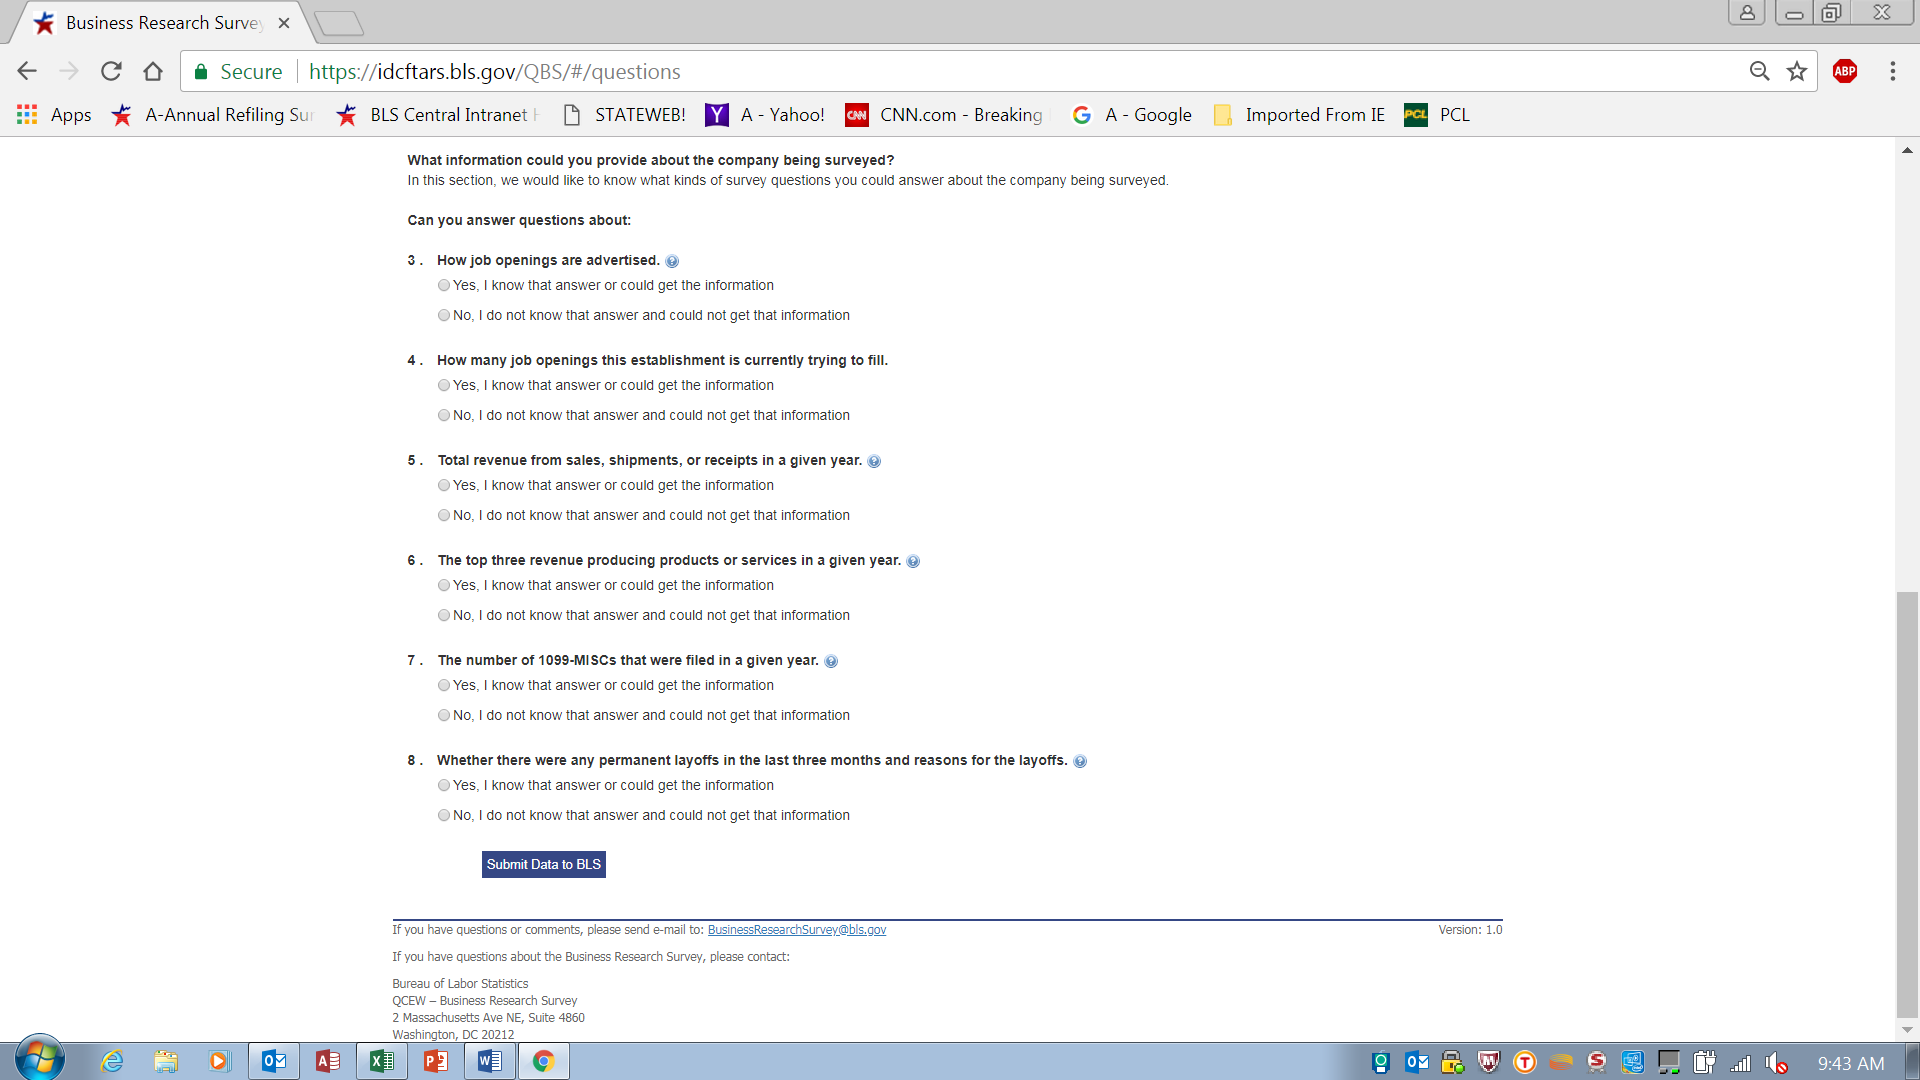 Business Research Surve
Secure https://idcftars.bls.gov/QBS/#/questions
ABP
Apps A-Annual Refiling Sur BLS Central Intranet H STATEWEB! A - Yahoo! CNN CNN.com - Breaking A - Google Imported From IE PCL PCL
What information could you provide about the company being surveyed?
In this section, we would like to know what kinds of survey questions you could answer about the company being surveyed.
Can you answer questions about:
3 . How job openings are advertised.
Yes, I know that answer or could get the information
No, I do not know that answer and could not get that information
4 . How many job openings this establishment is currently trying to fill.
Yes, I know that answer or could get the information
No, I do not know that answer and could not get that information
5 . Total revenue from sales, shipments, or receipts in a given year.
Yes, I know that answer or could get the information
No, I do not know that answer and could not get that information
6 . The top three revenue producing products or services in a given year.
Yes, I know that answer or could get the information
No, I do not know that answer and could not get that information
7 . The number of 1099-MISCs that were filed in a given year.
Yes, I know that answer or could get the information
No, I do not know that answer and could not get that information
8 . Whether there were any permanent layoffs in the last three months and reasons for the layoffs.
Yes, I know that answer or could get the information
No, I do not know that answer and could not get that information
Submit Data to BLS
If you have questions or comments, please send e-mail to: BusinessResearchSurvey@bls.gov Version: 1.0
If you have questions about the Business Research Survey, please contact:
Bureau of Labor Statistics
QCEW – Business Research Survey
2 Massachusetts Ave NE, Suite 4860
Washington, DC 20212
9:43 AM